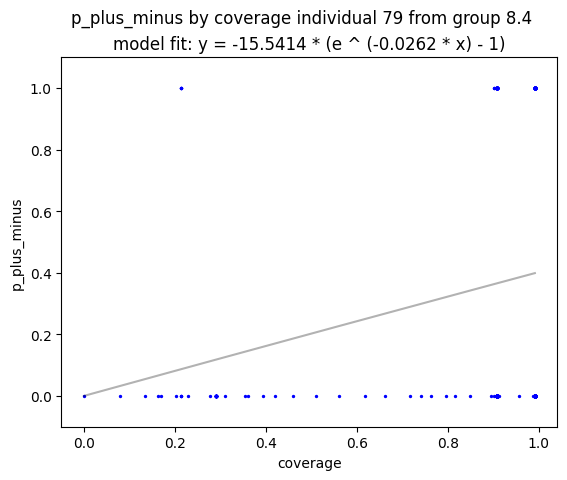 p_plus_minus by coverage individual 79 from group 8.4
model fit: y = -15.5414 * (e ^ (-0.0262 * x) - 1)
1.0
0.8
0.6
0.4
0.2
0.0
p_plus_minus
0.0 0.2 0.4 0.6 0.8 1.0
coverage